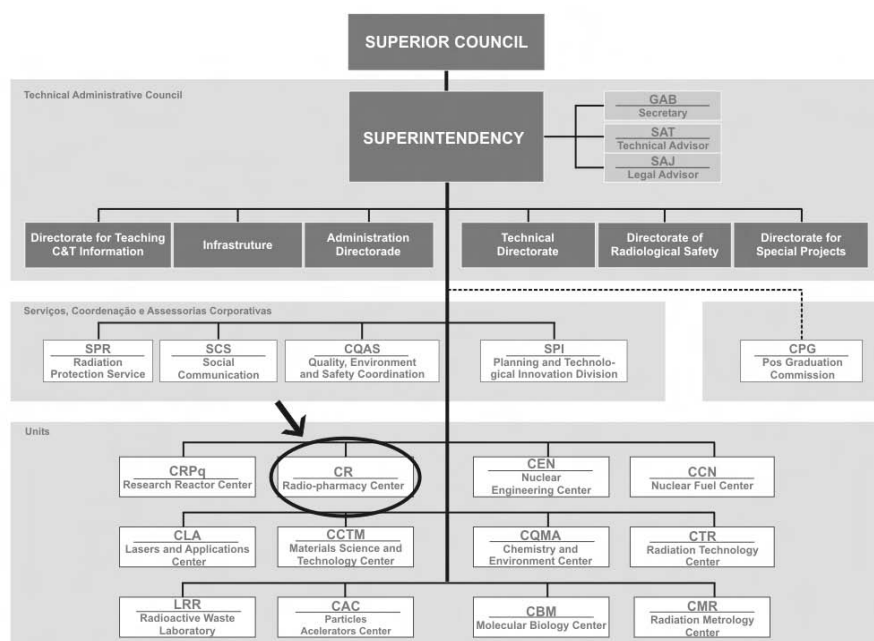 SUPERIOR COUNCIL
Technical Administrative Council
SUPERINTENDENCY
GAB
Secretary
SAT
Technical Advisor
SAJ
Legal Advisor
Directorate for Teaching
C&T Information
Infrastruture
Administration
Directorade
Technical
Directorate
Directorate of
Radiological Safety
Directorate for
Special Projects
Serviços, Coordenação e Assessorias Corporativas
SPR
Radiation
Protection Service
SCS
Social
Communication
CQAS
Quality, Environment
and Safety Coordination
SPI
Planning and Technolo-
gical Innovation Division
CPG
Pos Graduation
Commission
Units
CRPq
Research Reactor Center
CR
Radio-pharmacy Center
CEN
Nuclear
Engineering Center
CCN
Nuclear Fuel Center
CLA
Lasers and Applications
Center
CCTM
Materials Science and
Technology Center
CQMA
Chemistry and
Environment Center
CTR
Radiation Technology
Center
LRR
Radioactive Waste
Laboratory
CAC
Particles
Acelerators Center
CBM
Molecular Biology Center
CMR
Radiation Metrology
Center